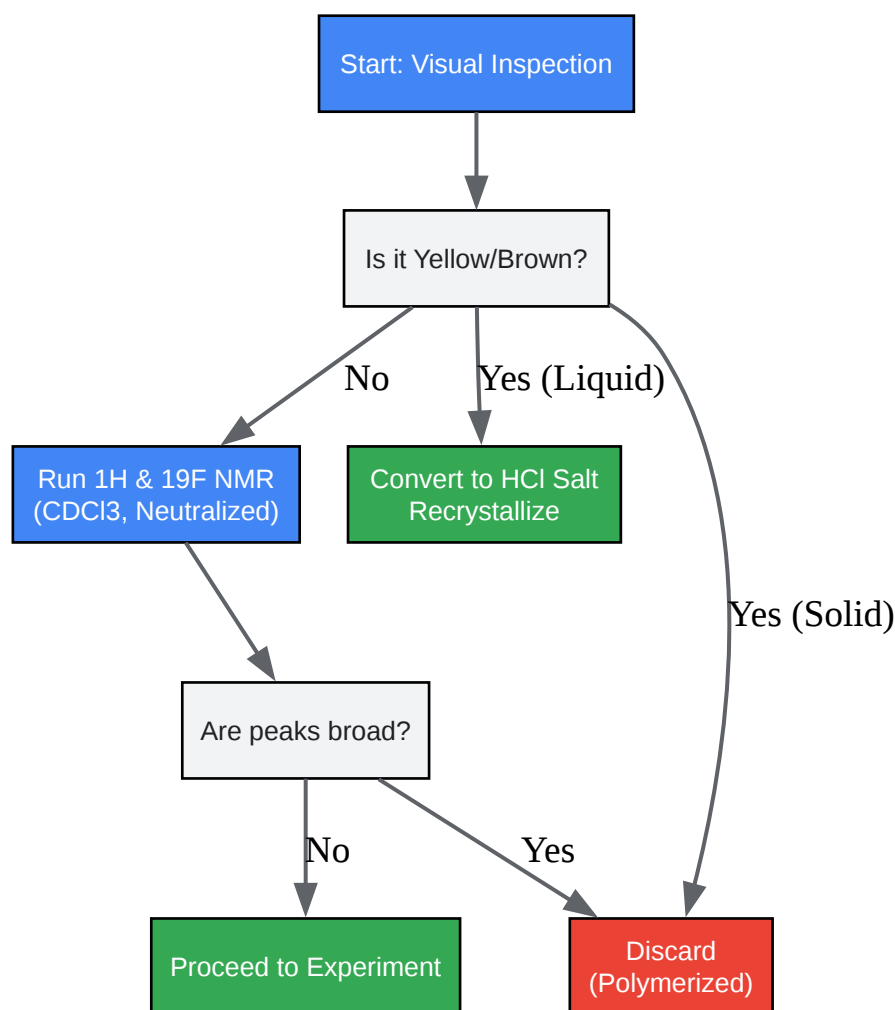 Start: Visual Inspection
Is it Yellow/Brown?
No
Yes (Liquid)
Run 1H & 19F NMR
(CDCl3, Neutralized)
Convert to HCl Salt
Recrystallize
Yes (Solid)
Are peaks broad?
No
Yes
Proceed to Experiment
Discard
(Polymerized)